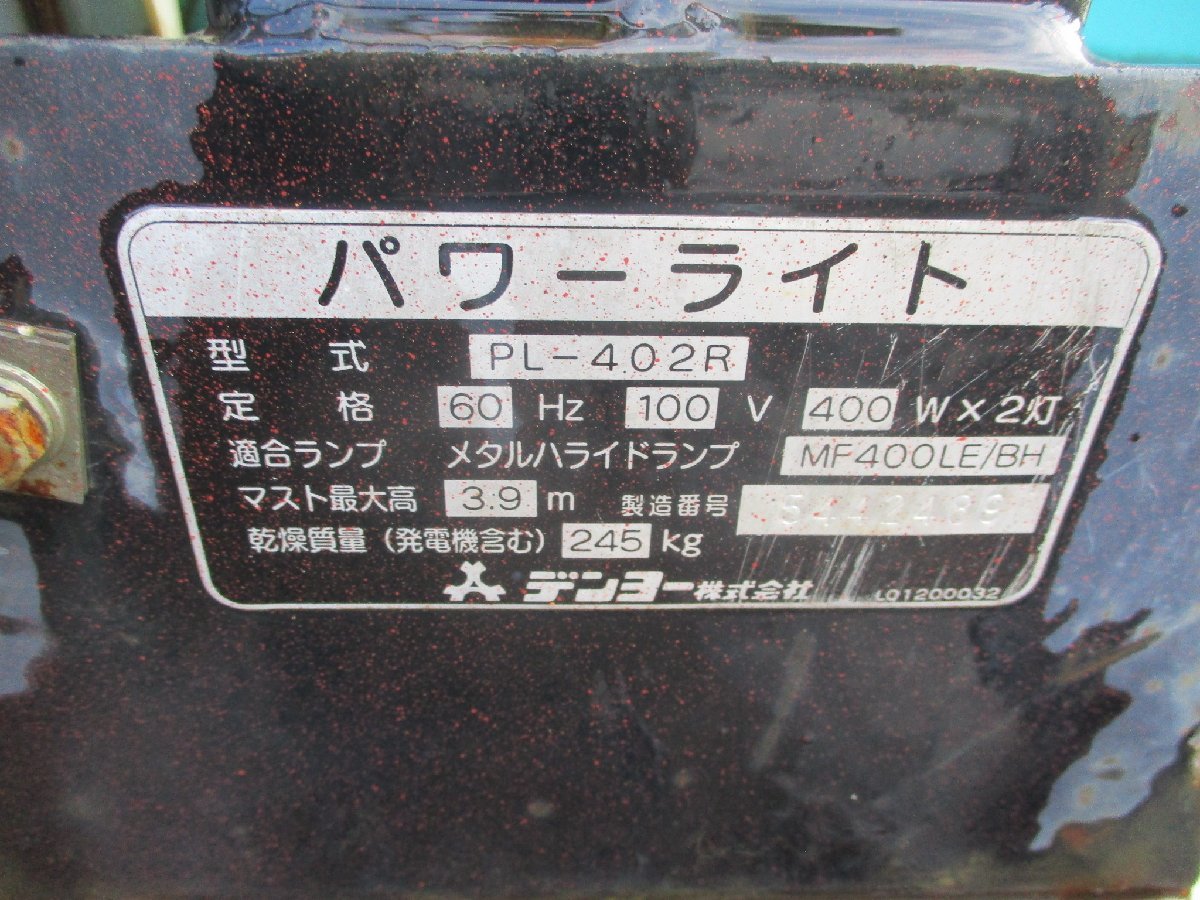 パワーライト
型式 PL-402R
定格 60 Hz 100 V 400 W×2灯
適合ランプ メタルハライドランプ MF400LE/BH
マスト最大高 3.9 m 製造番号
乾燥質量(発電機含む) 245 kg
デンヨー株式会社 L01200032